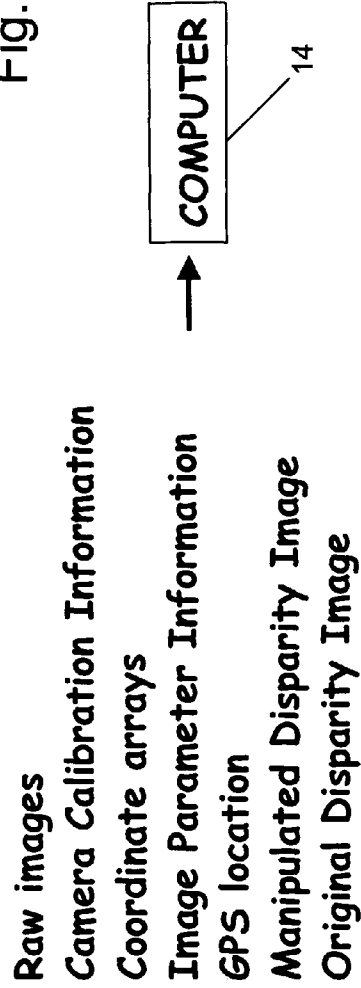 Fig.
Raw images
Camera Calibration Information
Coordinate arrays
Image Parameter Information
GPS location
Manipulated Disparity Image
Original Disparity Image
COMPUTER
14